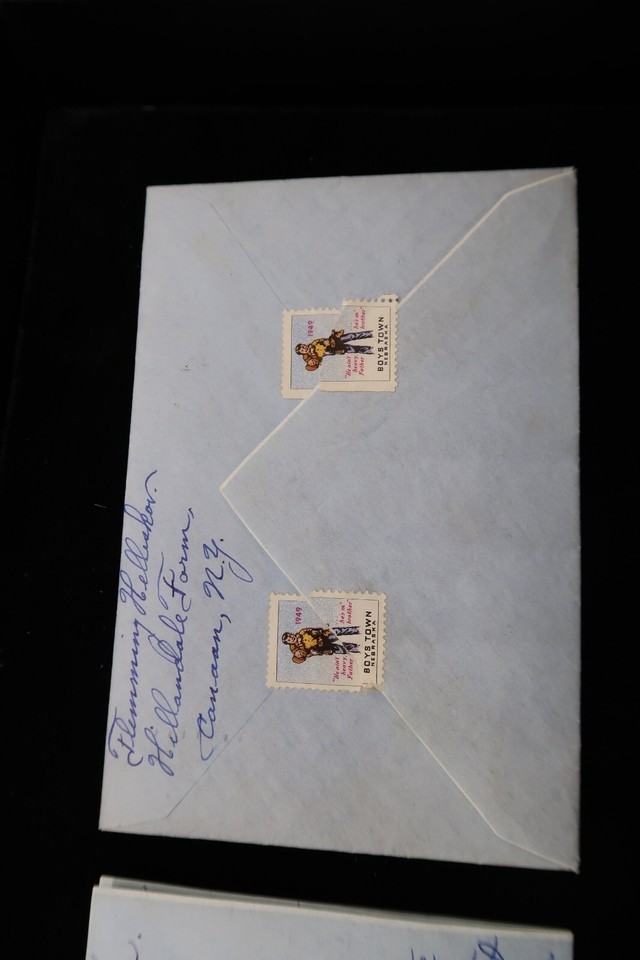 Flemming Helleskov.
Hillandale Farm,
Canaan, N.Y.
1949
"He ain't
heavy,
Father
he's m'
brother"
BOYS TOWN
NEBRASKA
1949
"He ain't
heavy,
Father
he's m'
brother"
BOYS TOWN
NEBRASKA